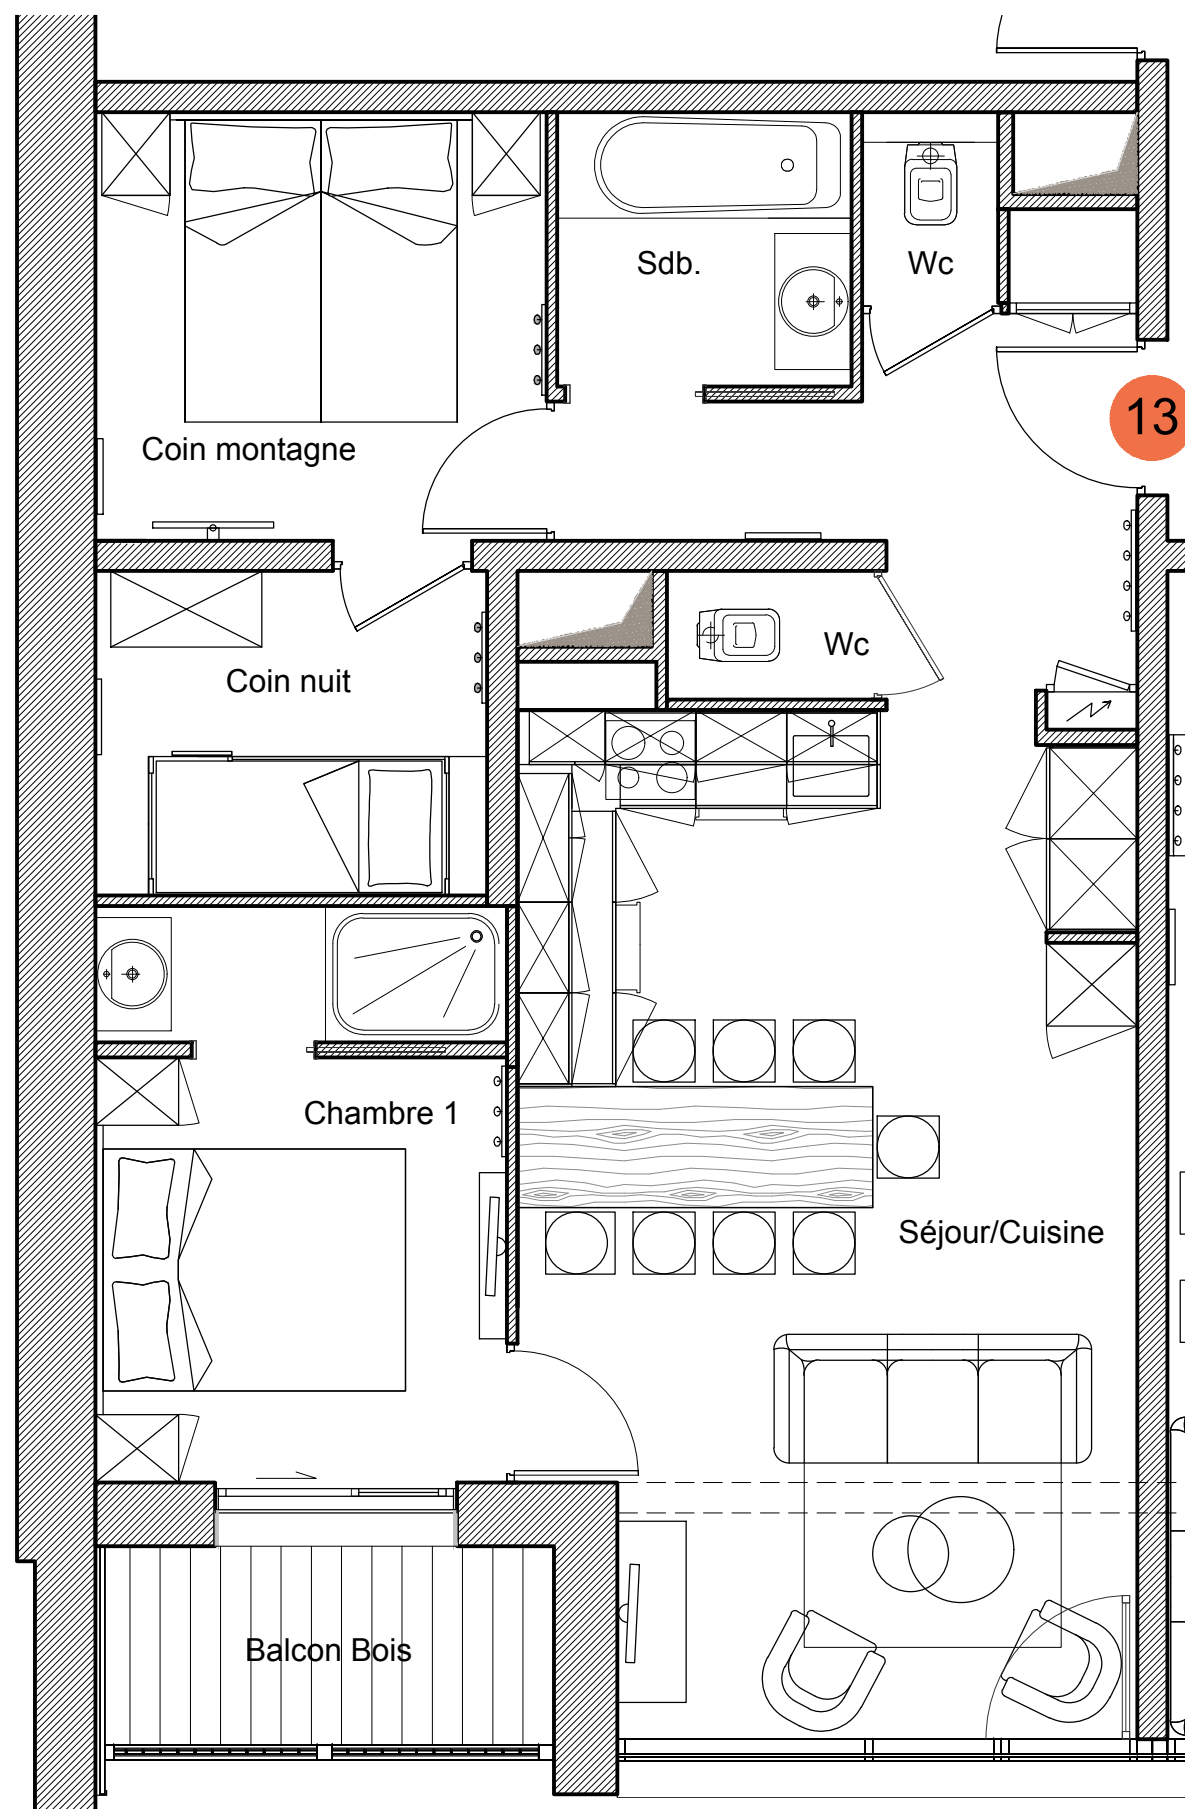 Sdb.
Wc
13
Coin montagne
Wc
Coin nuit
Chambre 1
Séjour/Cuisine
Balcon Bois